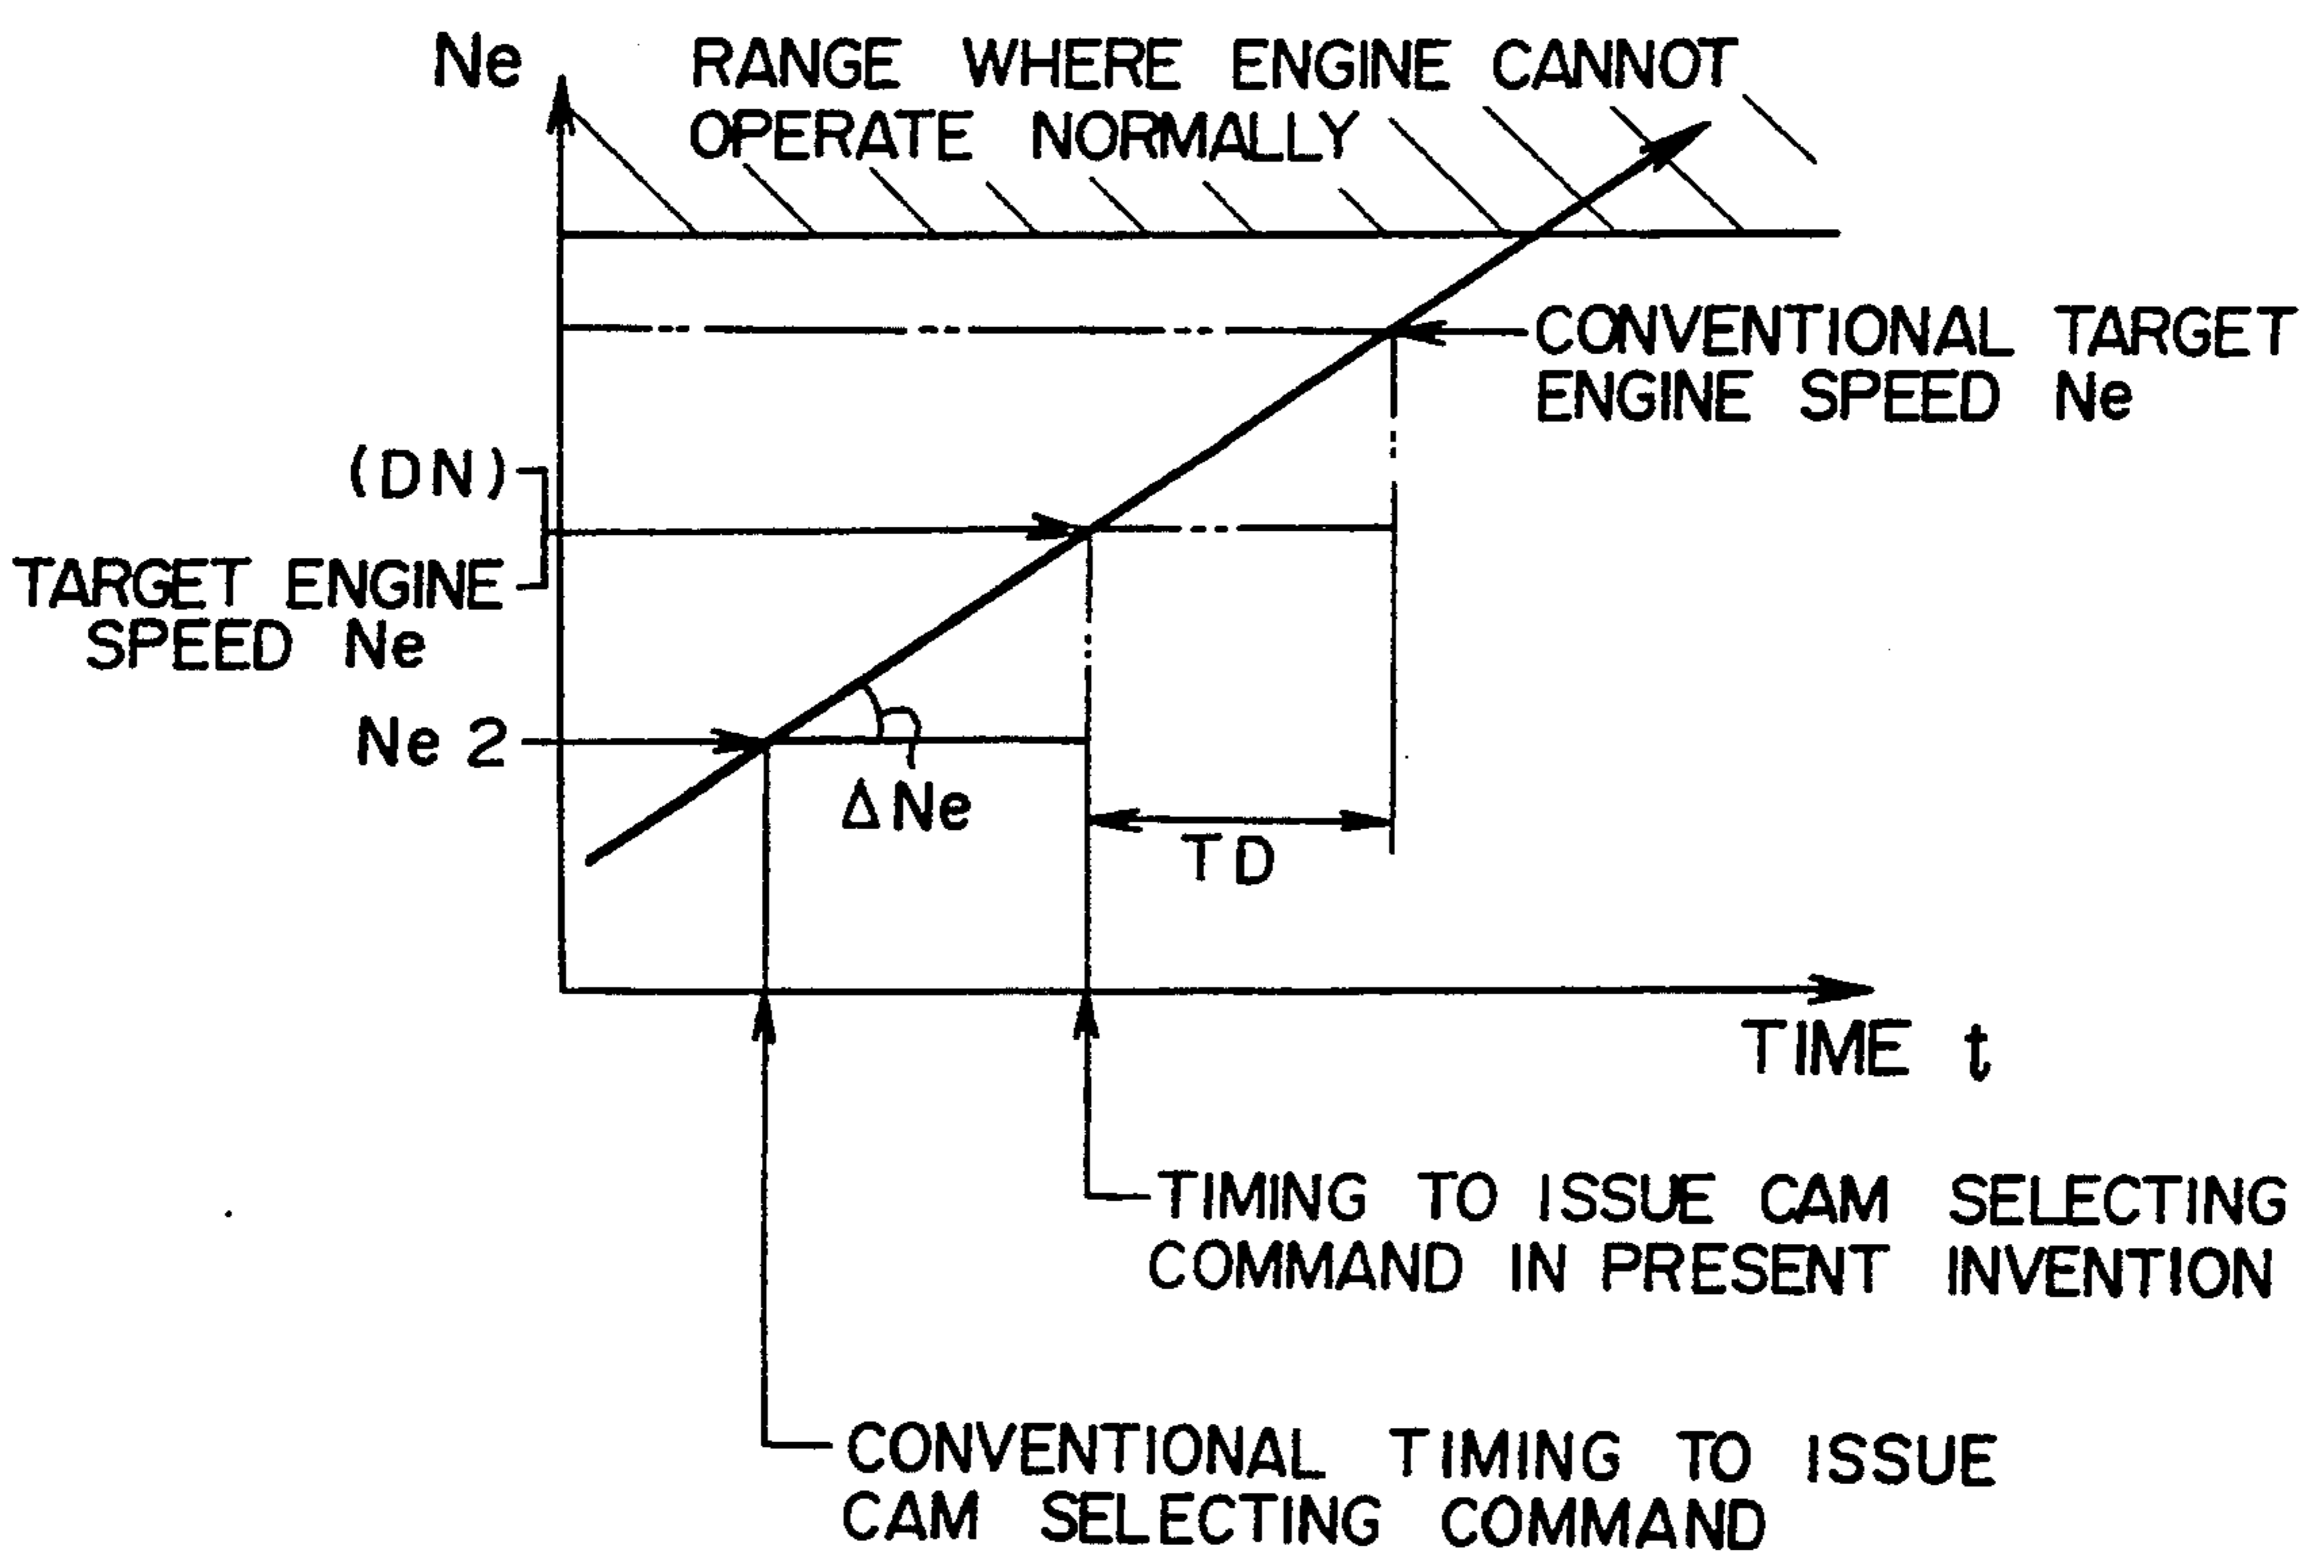 Ne
RANGE WHERE ENGINE CANNOT
OPERATE NORMALLY
CONVENTIONAL TARGET
ENGINE SPEED Ne
(DN)
TARGET ENGINE
SPEED Ne
Ne 2
ΔNe
TD
TIME t
TIMING TO ISSUE CAM SELECTING
COMMAND IN PRESENT INVENTION
CONVENTIONAL TIMING TO ISSUE
CAM SELECTING COMMAND